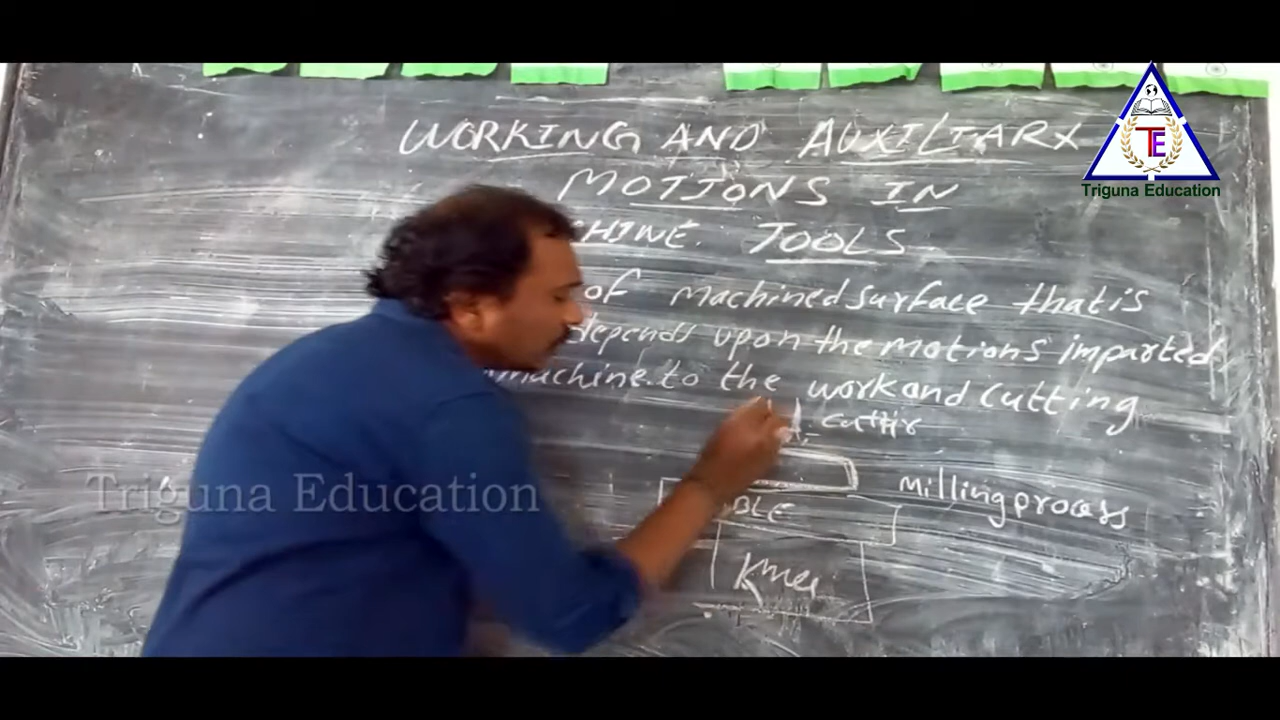 WORKING AND AUXILIARY
MOTIONS IN
CHINE. TOOLS
of machined surface that is
depends upon the motions imparted
machine to the work and cutting
cutter
Milling process
BLE
Knee
TE
Triguna Education
Triguna Education